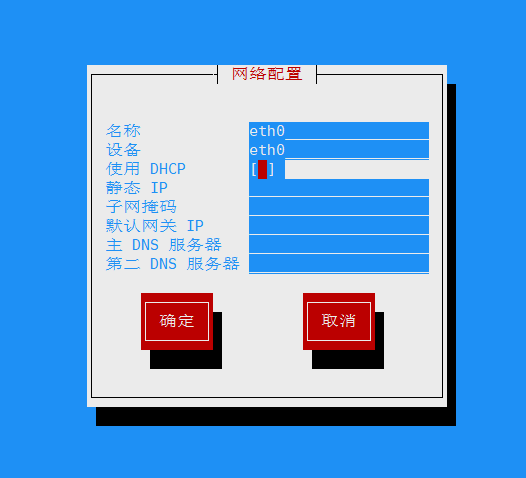 网络配置
名称 eth0
设备 eth0
使用 DHCP [ ]
静态 IP
子网掩码
默认网关 IP
主 DNS 服务器
第二 DNS 服务器
确定 取消